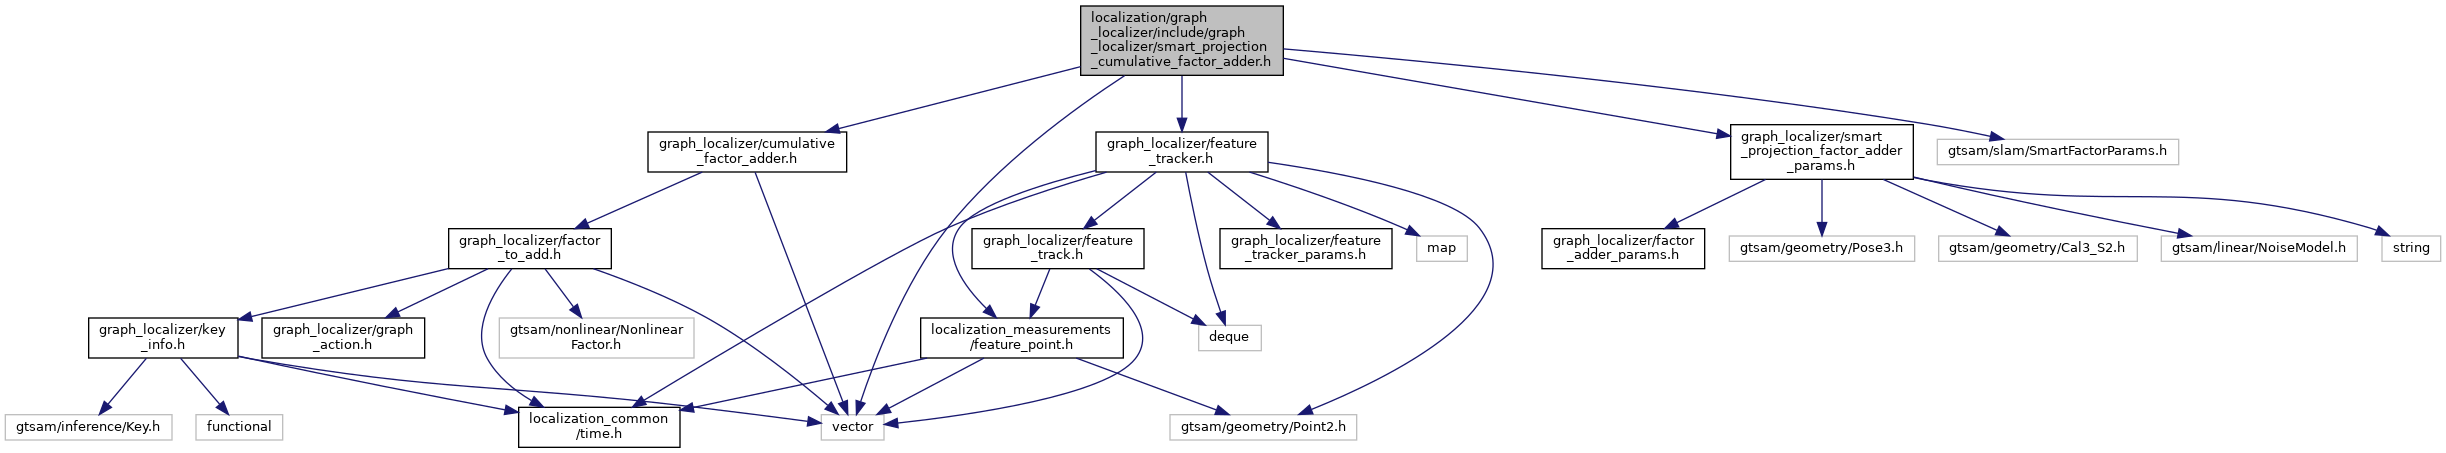 localization/graph
_localizer/include/graph
_localizer/smart_projection
_cumulative_factor_adder.h
graph_localizer/cumulative
_factor_adder.h
graph_localizer/feature
_tracker.h
graph_localizer/smart
_projection_factor_adder
_params.h
gtsam/slam/SmartFactorParams.h
graph_localizer/factor
_to_add.h
graph_localizer/feature
_track.h
graph_localizer/feature
_tracker_params.h
map
graph_localizer/factor
_adder_params.h
gtsam/geometry/Pose3.h
gtsam/geometry/Cal3_S2.h
gtsam/linear/NoiseModel.h
string
graph_localizer/key
_info.h
graph_localizer/graph
_action.h
gtsam/nonlinear/Nonlinear
Factor.h
localization_measurements
/feature_point.h
deque
gtsam/inference/Key.h
functional
localization_common
/time.h
vector
gtsam/geometry/Point2.h